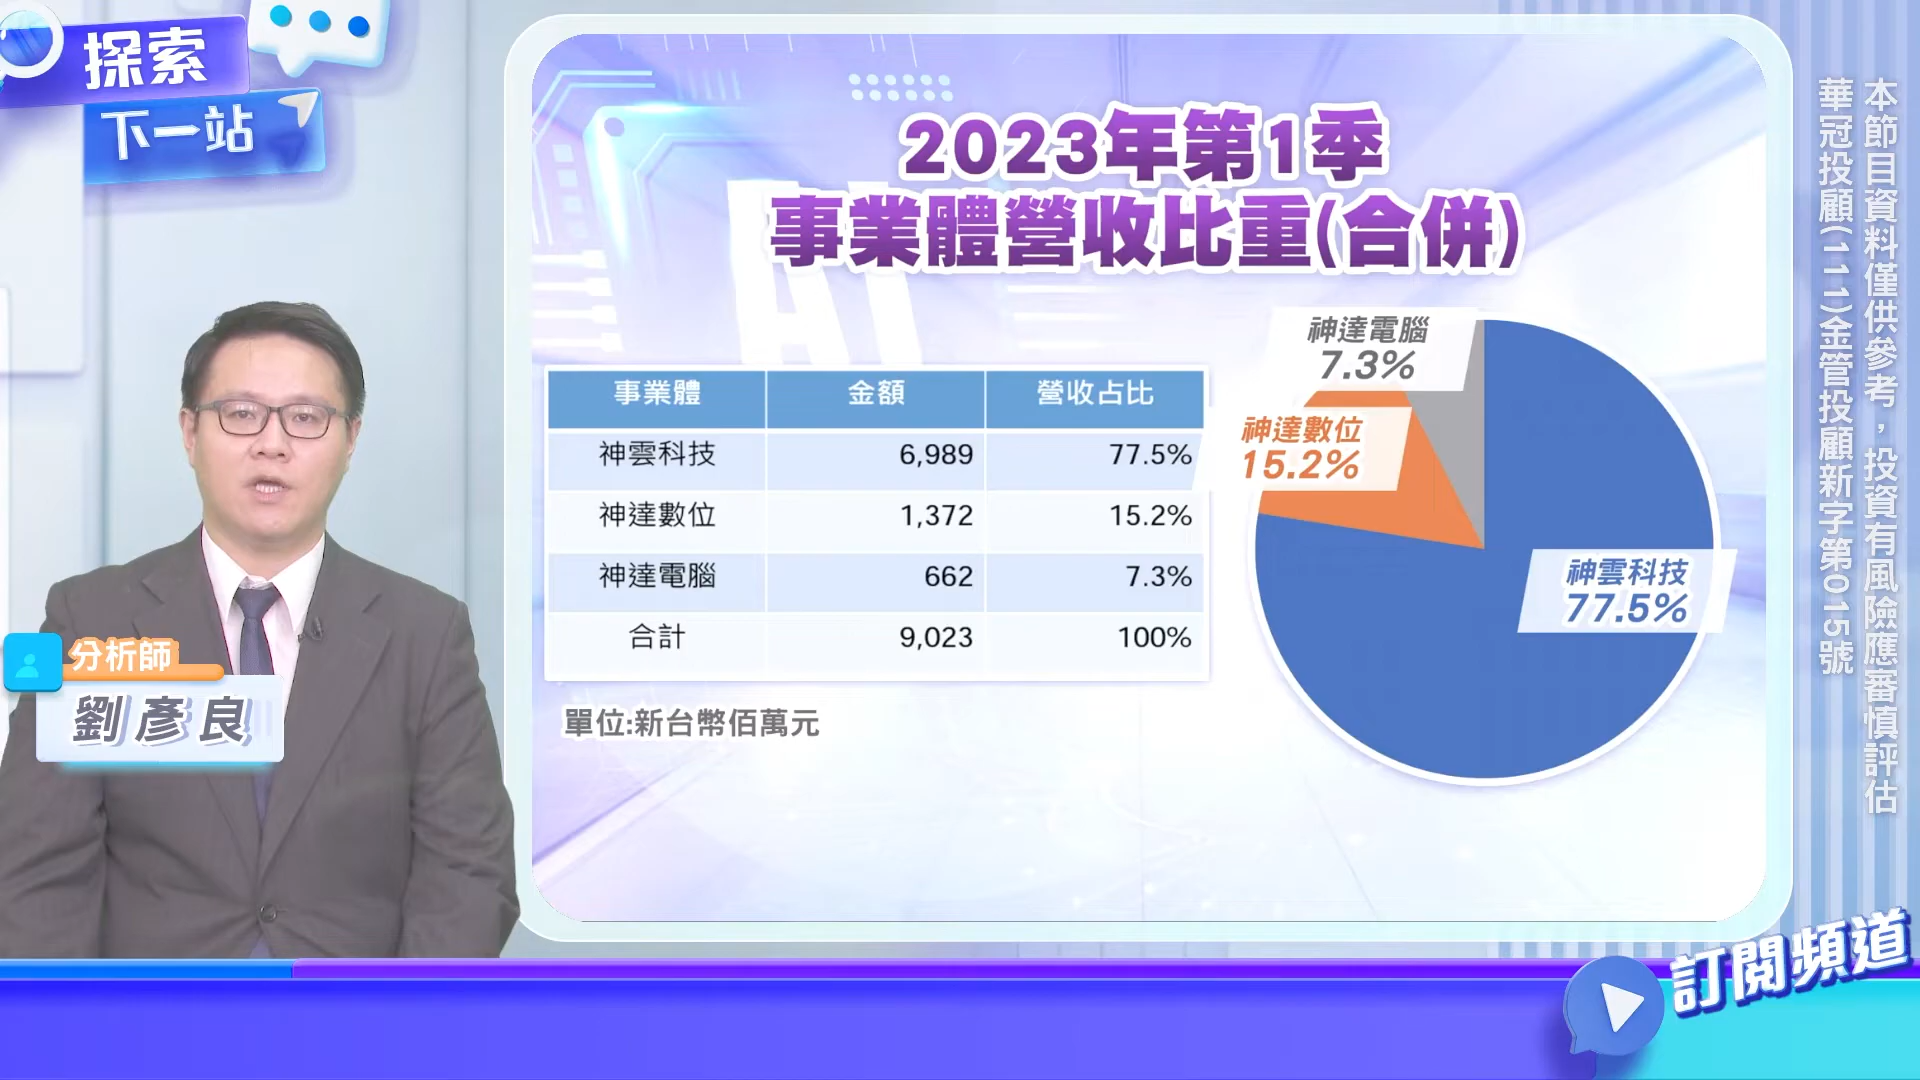 探索
下一站
2023年第1季
事業體營收比重(合併)
事業體 金額 營收占比
神雲科技 6,989 77.5%
神達數位 1,372 15.2%
神達電腦 662 7.3%
合計 9,023 100%
單位:新台幣佰萬元
神達電腦
7.3%
神達數位
15.2%
神雲科技
77.5%
AI
分析師
劉彥良
本節目資料僅供參考，投資有風險應審慎評估
華冠投顧(111)金管投顧新字第015號
訂閱頻道